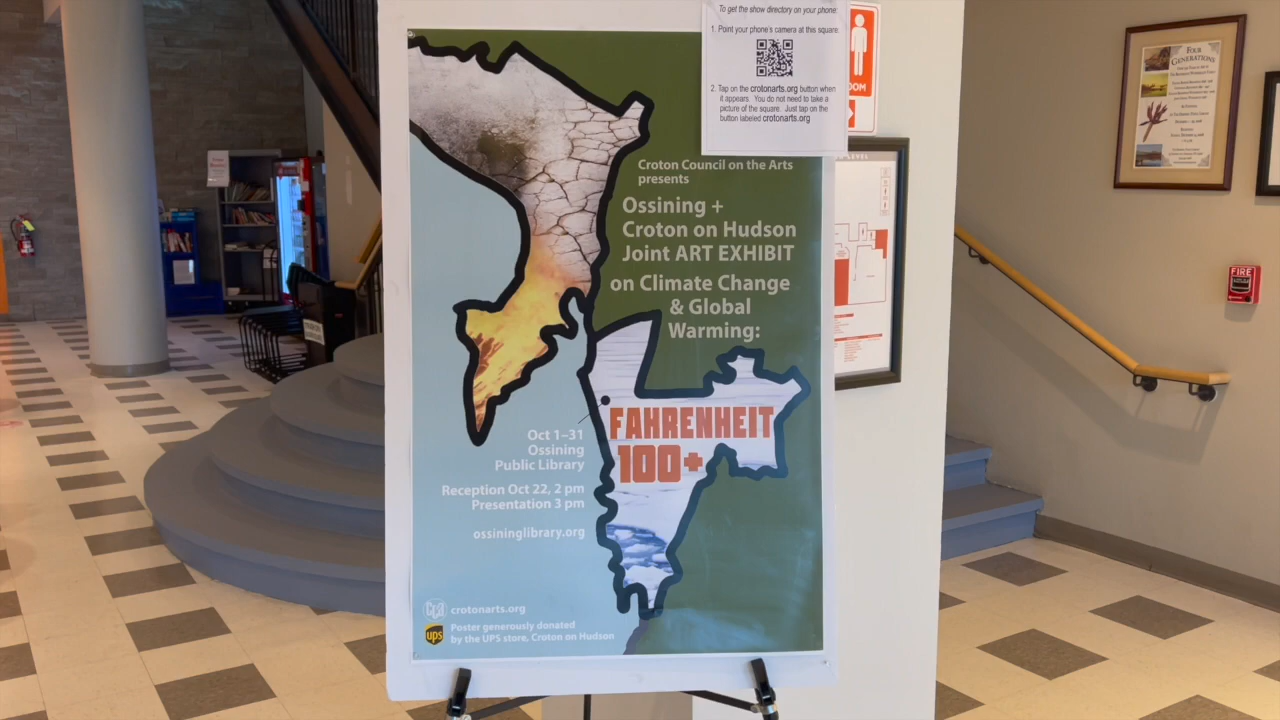 To get the show directory on your phone:
1. Point your phone's camera at this square.
2. Tap on the crotonarts.org button when
it appears. You do not need to take a
picture of the square. Just tap on the
button labeled crotonarts.org
Croton Council on the Arts
presents
Ossining +
Croton on Hudson
Joint ART EXHIBIT
on Climate Change
& Global
Warming:
FAHRENHEIT
100+
Oct 1–31
Ossining
Public Library
Reception Oct 22, 2 pm
Presentation 3 pm
ossininglibrary.org
crotonarts.org
ups
Poster generously donated
by the UPS store, Croton on Hudson
FOUR
GENERATIONS
FIRE